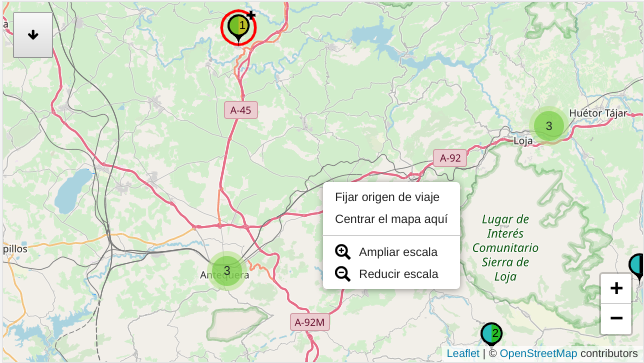 1
A-45
3
Huétor Tájar
Loja
A-92
Fijar origen de viaje
Centrar el mapa aquí
Ampliar escala
Reducir escala
Lugar de
Interés
Comunitario
Sierra de
Loja
pillos
3
Antequera
+
−
A-92M
2
Leaflet | © OpenStreetMap contributors